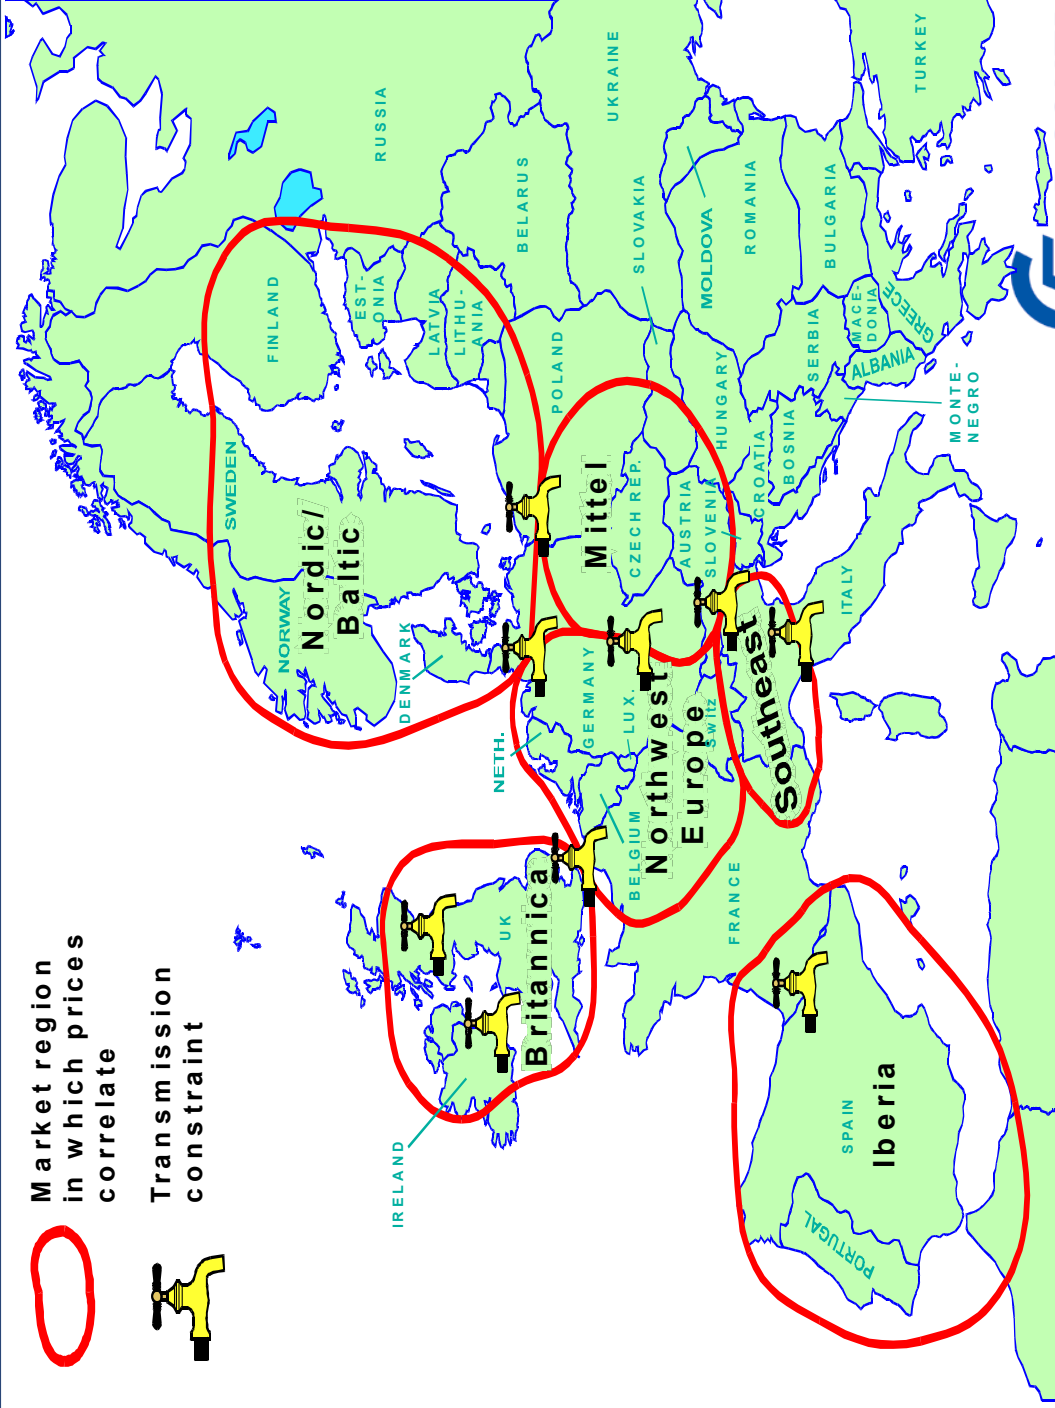 Market region
in which prices
correlate
Transmission
constraint
RUSSIA
FINLAND
SWEDEN
NORWAY
Nordic/
Baltic
EST-
ONIA
LATVIA
LITHU-
ANIA
DENMARK
BELARUS
UKRAINE
POLAND
SLOVAKIA
MOLDOVA
ROMANIA
BULGARIA
TURKEY
Mittel
CZECH REP.
AUSTRIA
SLOVENIA
HUNGARY
CROATIA
BOSNIA
SERBIA
MACE-
DONIA
GREECE
ALBANIA
MONTE-
NEGRO
ITALY
NETH.
GERMANY
LUX.
Northwest
Europe
Switz
BELGIUM
FRANCE
Southeast
UK
Britannica
IRELAND
SPAIN
Iberia
PORTUGAL